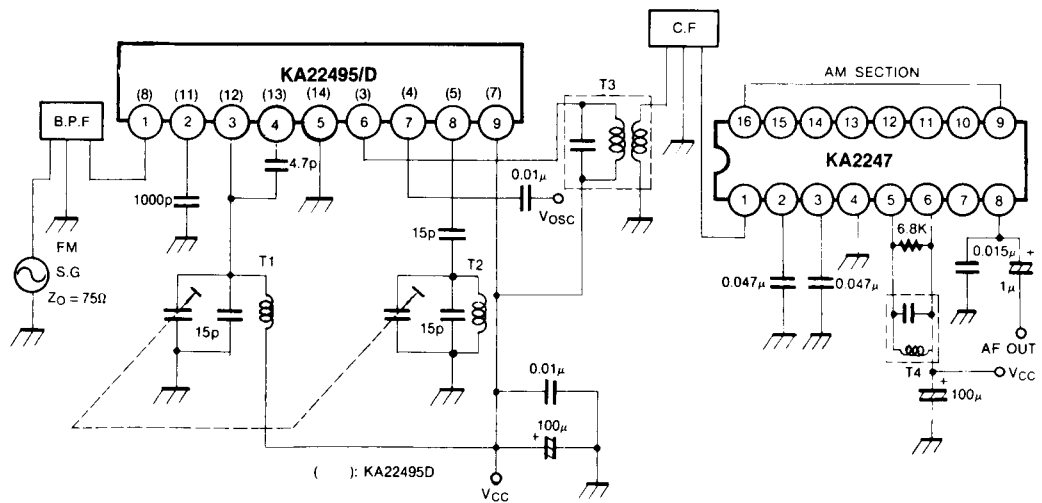 C.F
KA22495/D
(8) (11) (12) (13) (14) (3) (4) (5) (7)
1 2 3 4 5 6 7 8 9
B.P.F
T3
AM SECTION
16 15 14 13 12 11 10 9
KA2247
1 2 3 4 5 6 7 8
4.7p
1000p
0.01μ
VOSC
15p
FM
S.G
ZO = 75Ω
T1
15p
T2
15p
6.8K
0.047μ
0.047μ
0.015μ
+
1μ
AF OUT
T4
VCC
+
100μ
0.01μ
100μ
+
( ): KA22495D
VCC